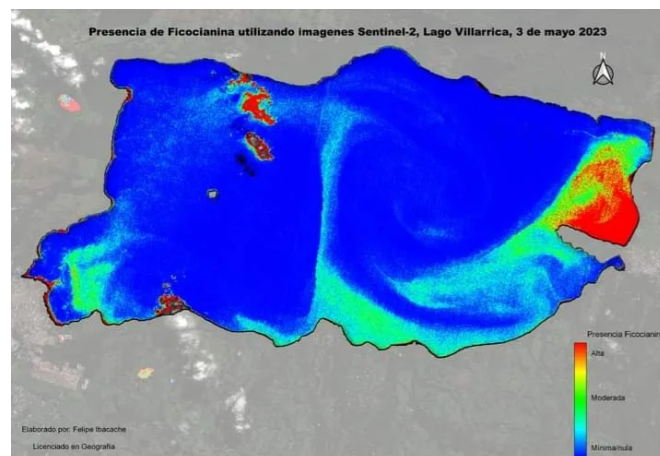 Presencia de Ficocianina utilizando imagenes Sentinel-2, Lago Villarrica, 3 de mayo 2023
N
Presencia Ficocianin
Alta
Moderada
Minima/nula
Elaborado por: Felipe Ibacache
Licenciado en Geografía